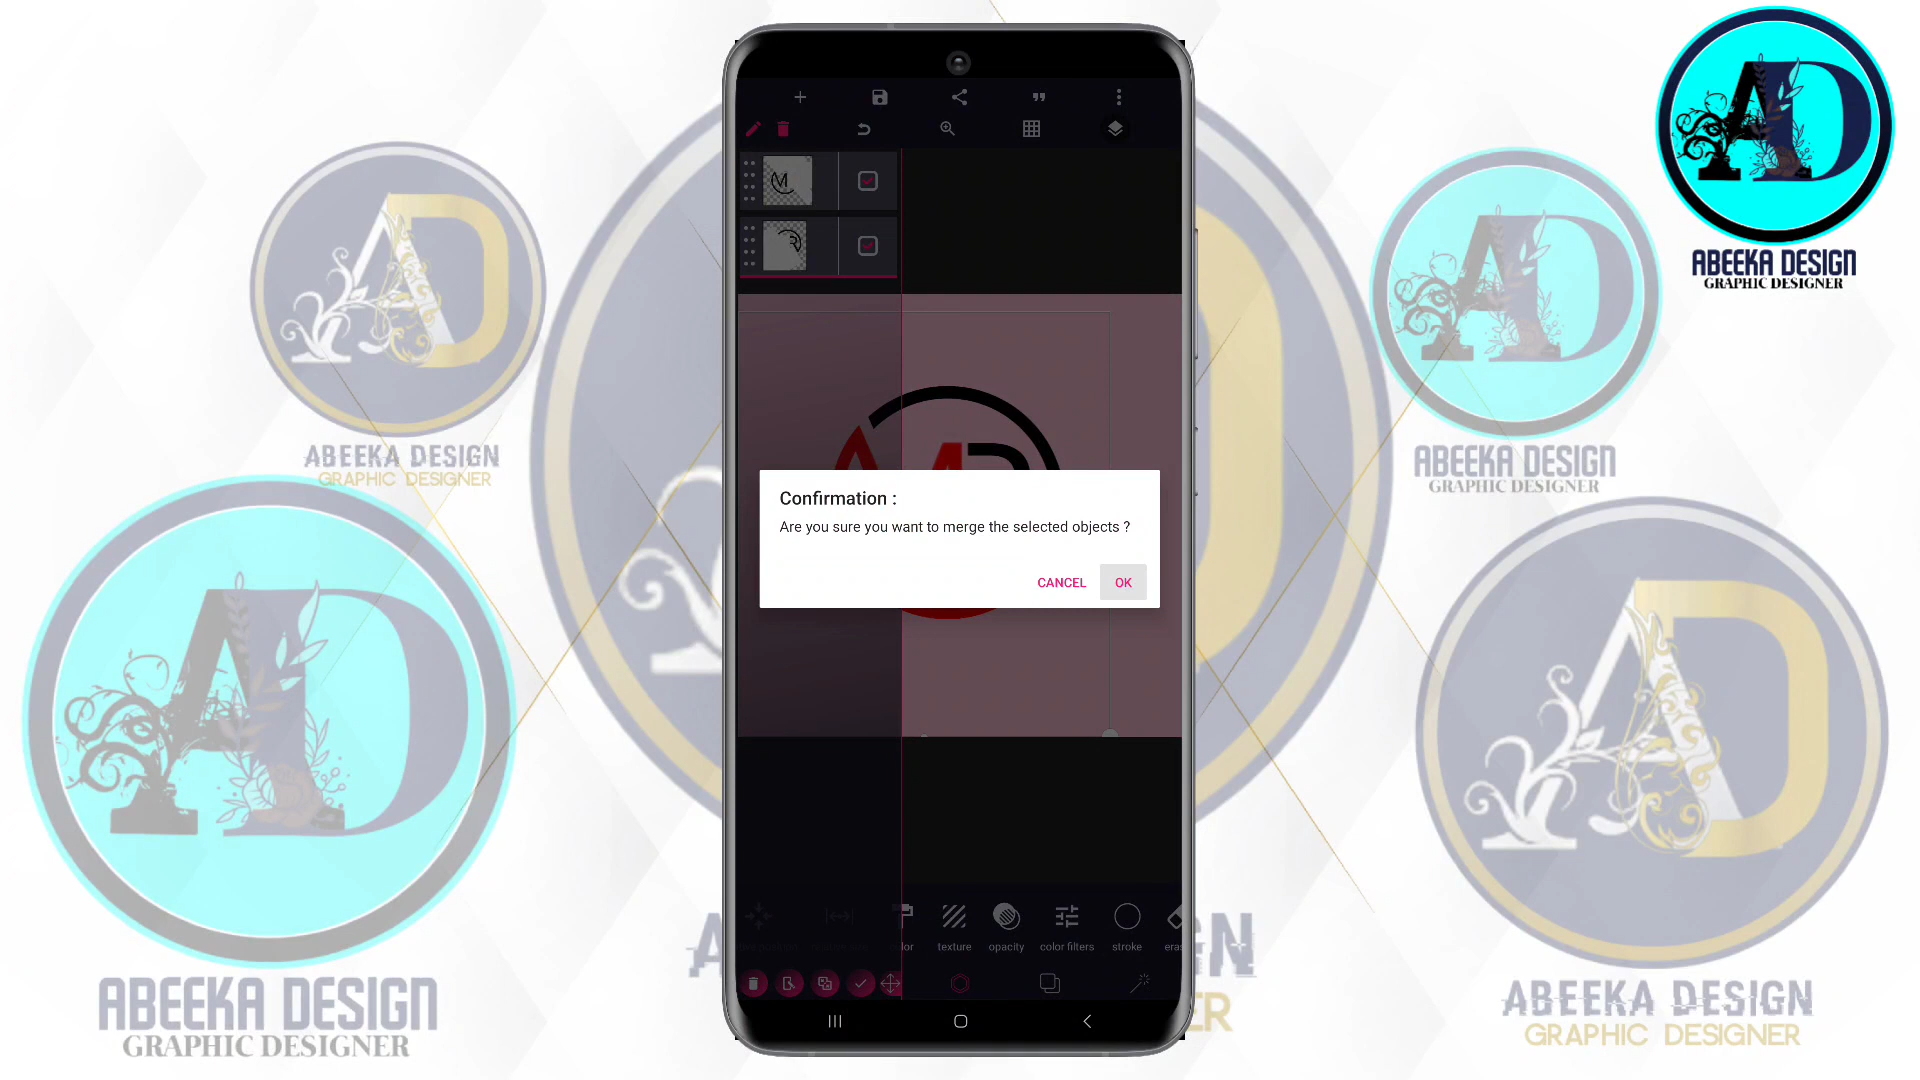 ABEEKA DESIGN
GRAPHIC DESIGNER
ABEEKA DESIGN
GRAPHIC DESIGNER
ABEEKA DESIGN
GRAPHIC DESIGNER
Confirmation :
Are you sure you want to merge the selected objects ?
CANCEL
OK
lor
texture
opacity
color filters
stroke
eras
ABEEKA DESIGN
GRAPHIC DESIGNER
ABEEKA DESIGN
GRAPHIC DESIGNER